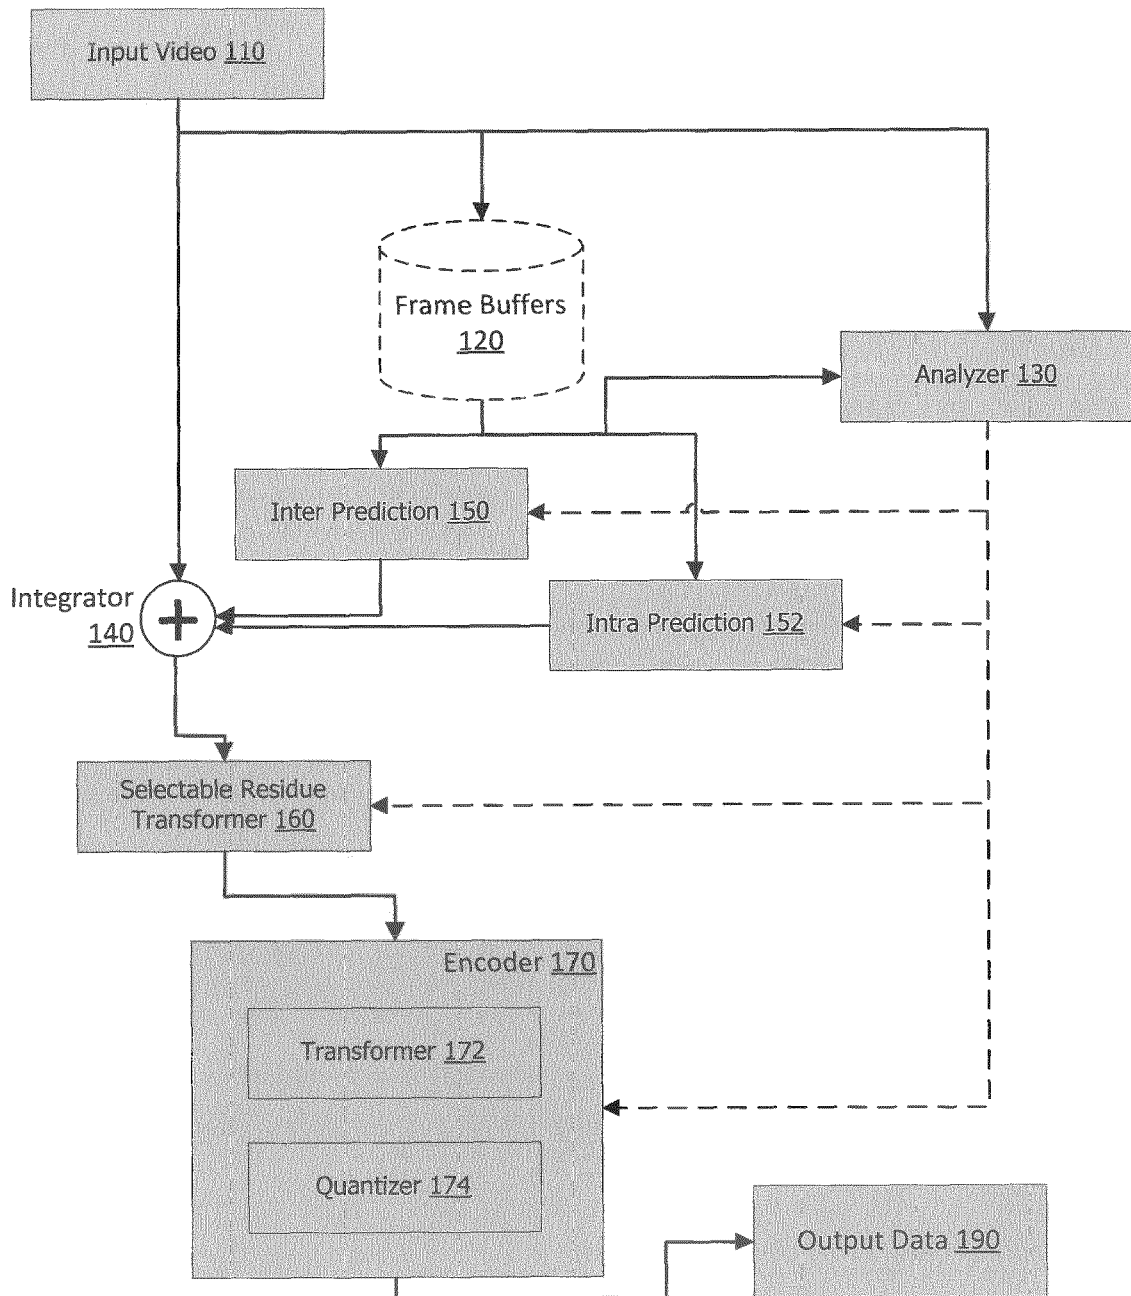 Input Video 110
Frame Buffers
120
Analyzer 130
Inter Prediction 150
Integrator
140
+
Intra Prediction 152
Selectable Residue
Transformer 160
Encoder 170
Transformer 172
Quantizer 174
Output Data 190